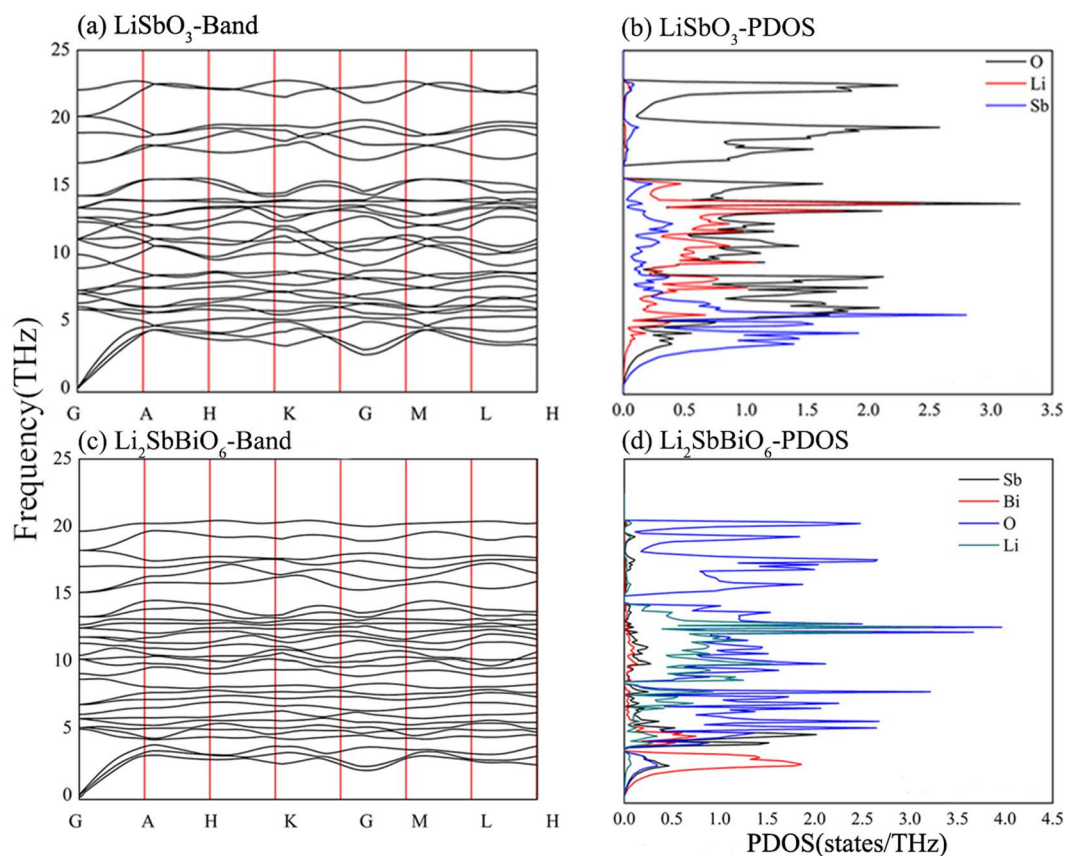 (a) LiSbO₃-Band
(b) LiSbO₃-PDOS
25
20
15
10
5
0
G A H K G M L H
O
Li
Sb
0.0 0.5 1.0 1.5 2.0 2.5 3.0 3.5
Frequency(THz)
(c) Li₂SbBiO₆-Band
(d) Li₂SbBiO₆-PDOS
25
20
15
10
5
0
G A H K G M L H
Sb
Bi
O
Li
0.0 0.5 1.0 1.5 2.0 2.5 3.0 3.5 4.0 4.5
PDOS(states/THz)